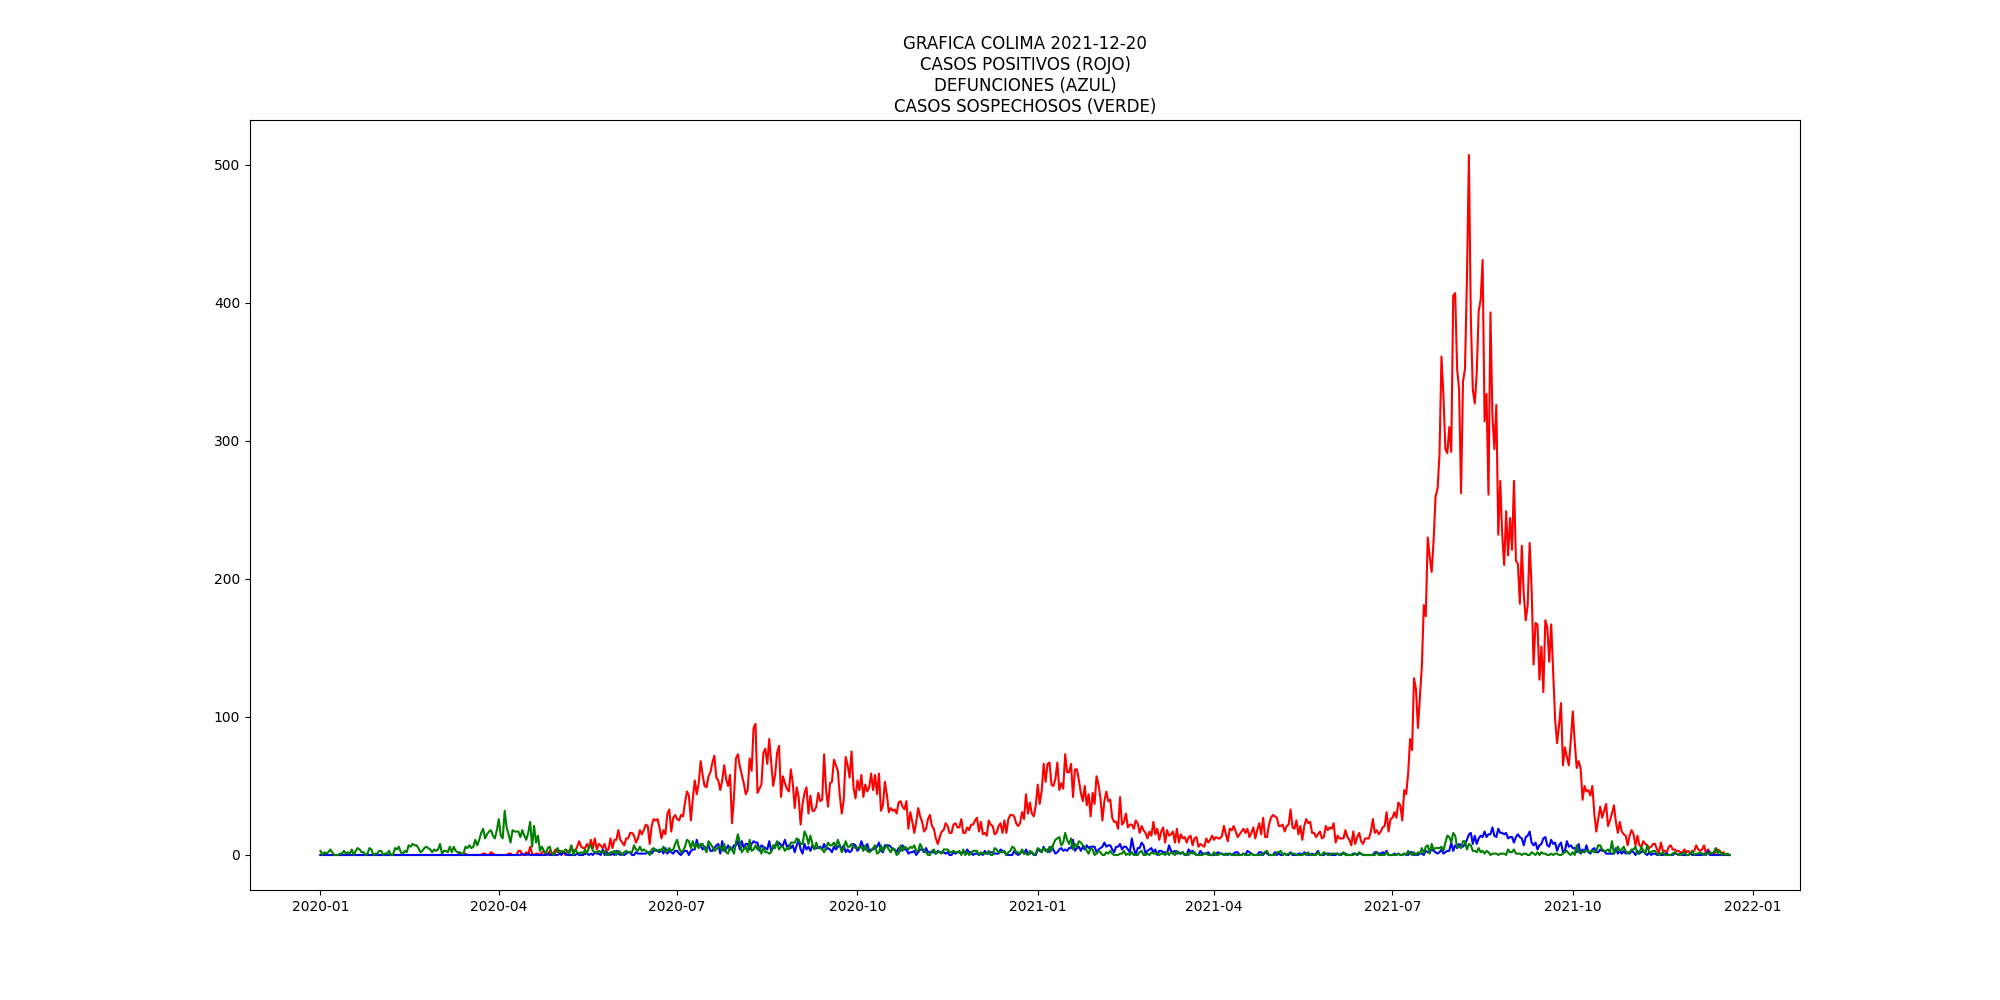 GRAFICA COLIMA 2021-12-20
CASOS POSITIVOS (ROJO)
DEFUNCIONES (AZUL)
CASOS SOSPECHOSOS (VERDE)
500
400
300
200
100
0
2020-01 2020-04 2020-07 2020-10 2021-01 2021-04 2021-07 2021-10 2022-01